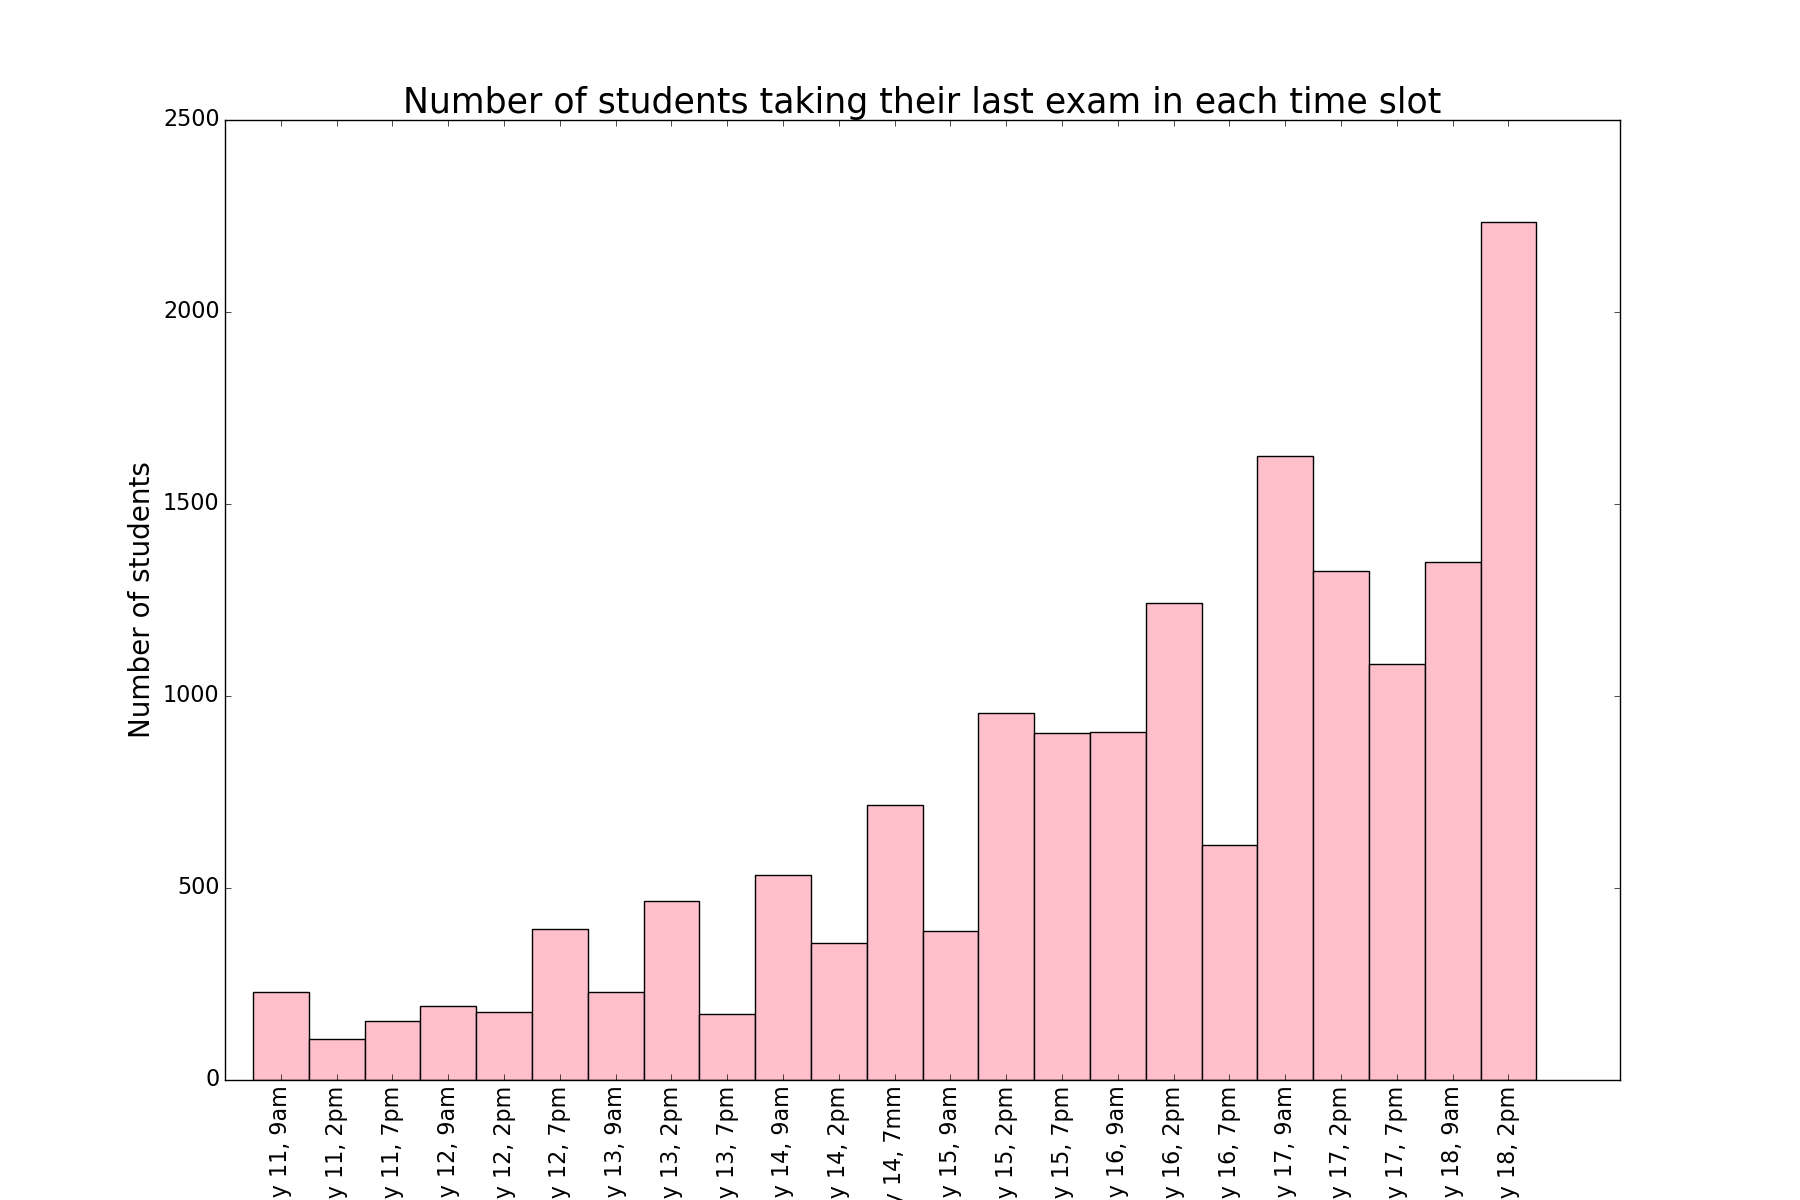 Number of students taking their last exam in each time slot
Number of students
2500
2000
1500
1000
500
0
y 11, 9am
y 11, 2pm
y 11, 7pm
y 12, 9am
y 12, 2pm
y 12, 7pm
y 13, 9am
y 13, 2pm
y 13, 7pm
y 14, 9am
y 14, 2pm
y 14, 7mm
y 15, 9am
y 15, 2pm
y 15, 7pm
y 16, 9am
y 16, 2pm
y 16, 7pm
y 17, 9am
y 17, 2pm
y 17, 7pm
y 18, 9am
y 18, 2pm